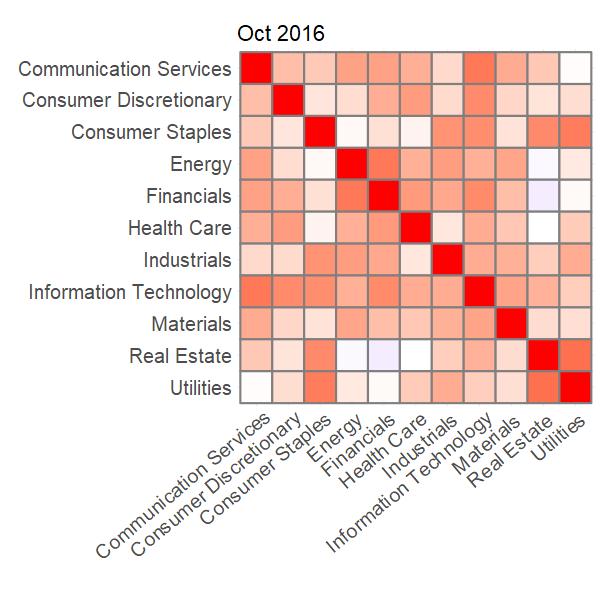 Oct 2016
Communication Services
Consumer Discretionary
Consumer Staples
Energy
Financials
Health Care
Industrials
Information Technology
Materials
Real Estate
Utilities
Communication Services
Consumer Discretionary
Consumer Staples
Energy
Financials
Health Care
Industrials
Information Technology
Materials
Real Estate
Utilities